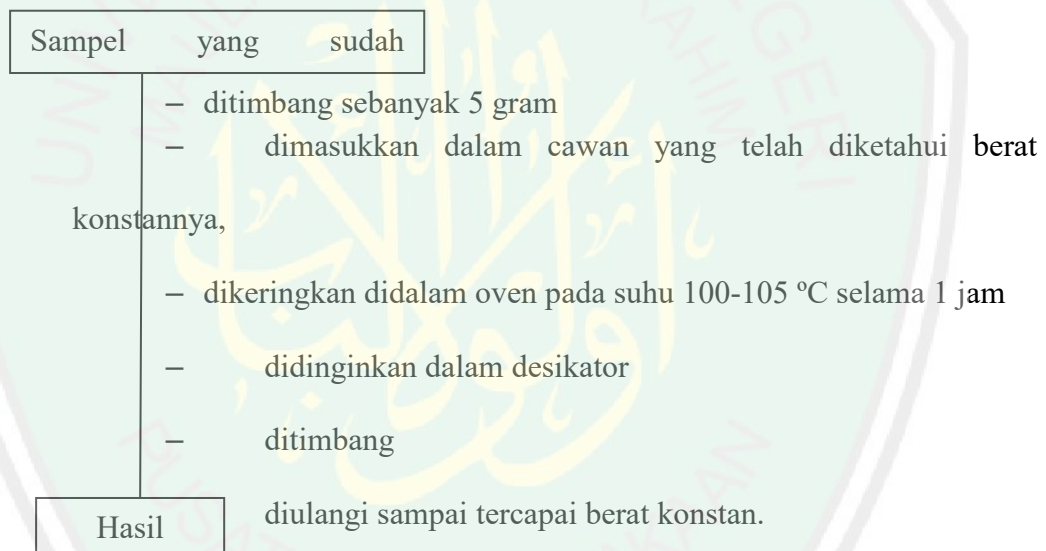 Sampel yang sudah
– ditimbang sebanyak 5 gram
– dimasukkan dalam cawan yang telah diketahui berat
konstannya,
– dikeringkan didalam oven pada suhu 100-105 ºC selama 1 jam
– didinginkan dalam desikator
– ditimbang
diulangi sampai tercapai berat konstan.
Hasil